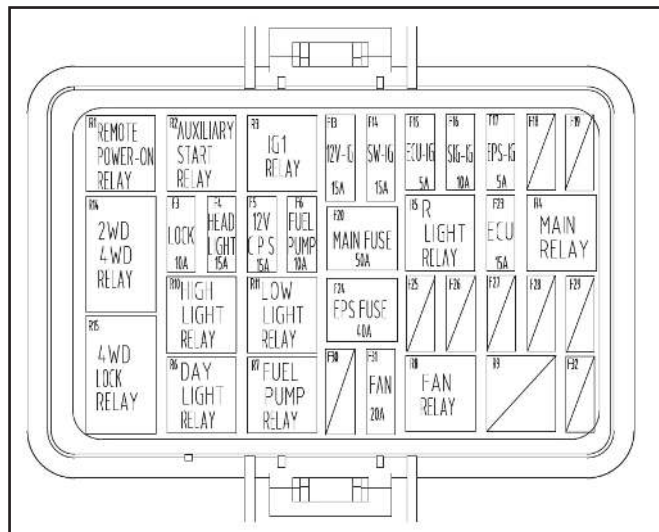 R1
REMOTE
POWER-ON
RELAY
R2
AUXILIARY
START
RELAY
R3
IG1
RELAY
F13
12V-IG
15A
F14
SW-IG
15A
F15
ECU-IG
5A
F16
SIG-IG
10A
F17
EPS-IG
5A
F18
F19
R14
2WD
4WD
RELAY
F3
LOCK
10A
F4
HEAD
LIGHT
15A
F5
12V
C P S
15A
F6
FUEL
PUMP
10A
F20
MAIN FUSE
50A
R5
R
LIGHT
RELAY
F23
ECU
15A
R4
MAIN
RELAY
R10
HIGH
LIGHT
RELAY
R11
LOW
LIGHT
RELAY
F24
EPS FUSE
40A
F25
F26
F27
F28
F29
R15
4WD
LOCK
RELAY
R6
DAY
LIGHT
RELAY
R7
FUEL
PUMP
RELAY
F30
F31
FAN
20A
R8
FAN
RELAY
R9
F32